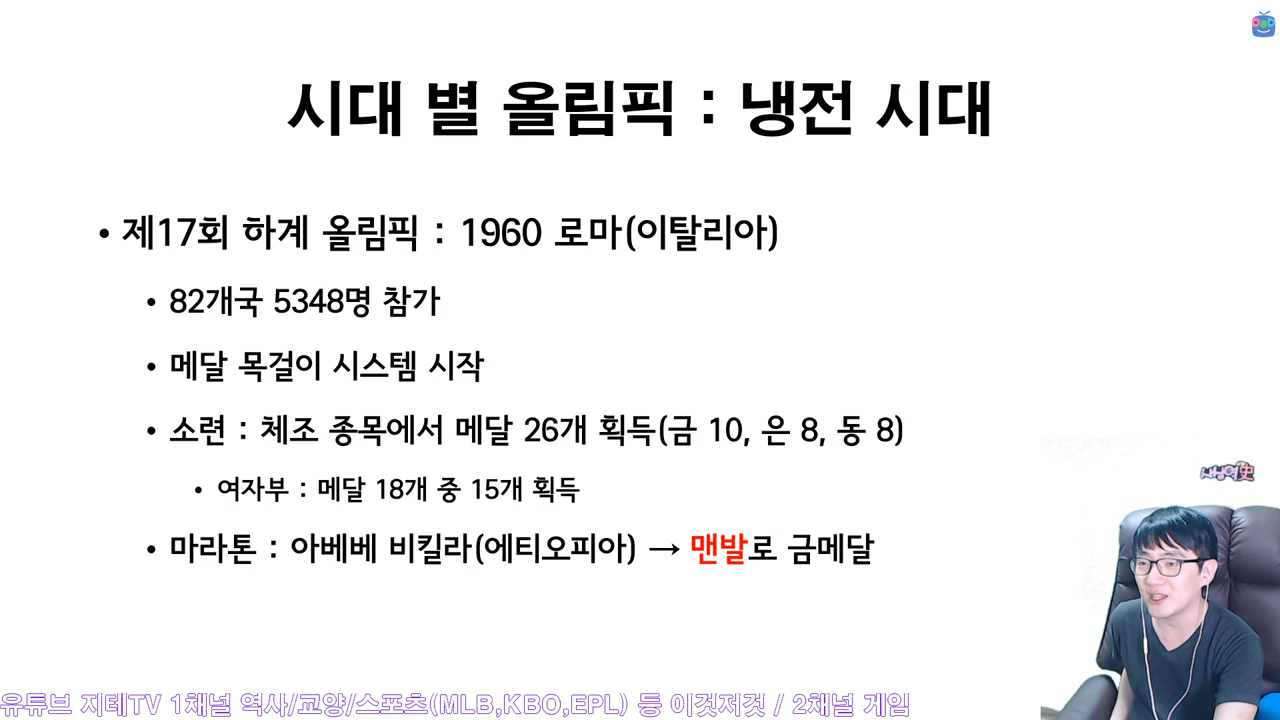 시대 별 올림픽 : 냉전 시대
• 제17회 하계 올림픽 : 1960 로마(이탈리아)
• 82개국 5348명 참가
• 메달 목걸이 시스템 시작
• 소련 : 체조 종목에서 메달 26개 획득(금 10, 은 8, 동 8)
• 여자부 : 메달 18개 중 15개 획득
• 마라톤 : 아베베 비킬라(에티오피아) → 맨발로 금메달
유튜브 지테TV 1채널 역사/교양/스포츠(MLB,KBO,EPL) 등 이것저것 / 2채널 게임